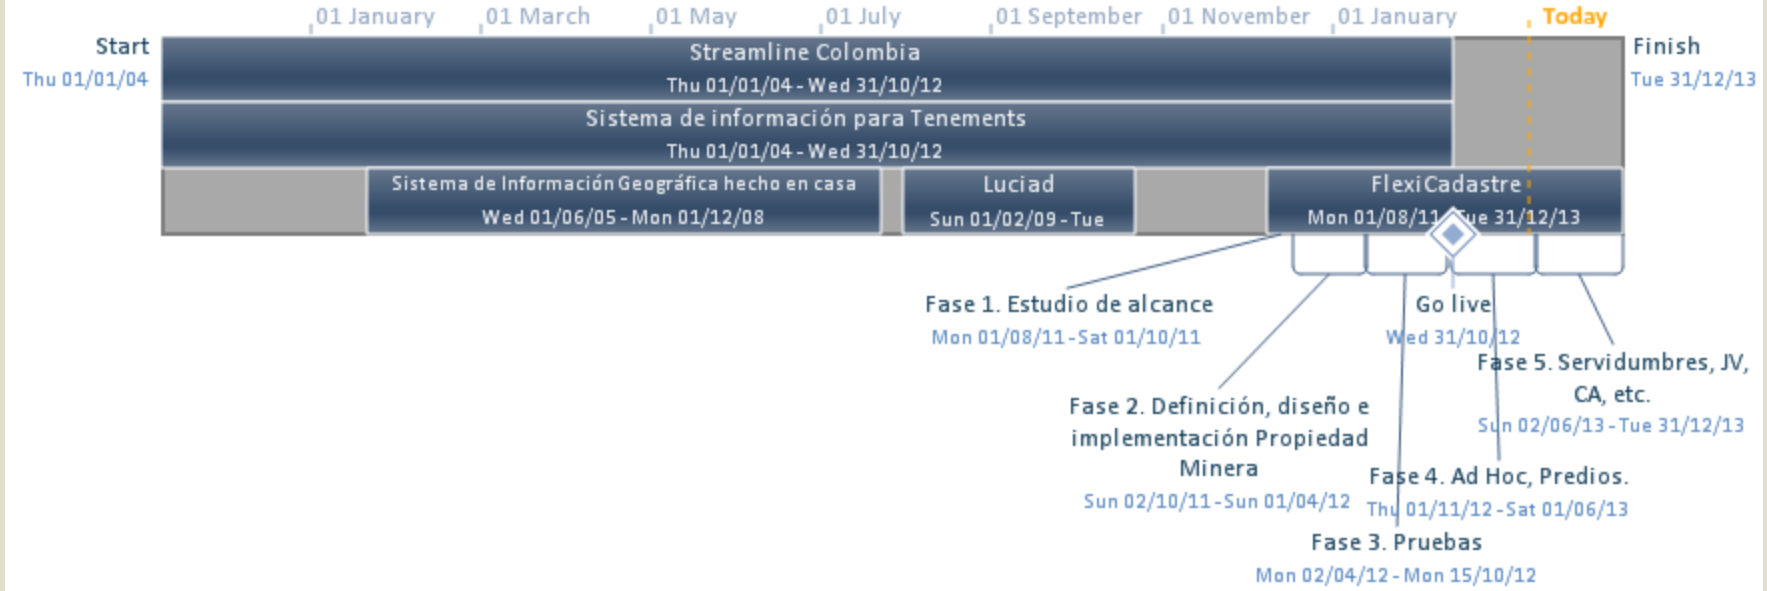 01 January 01 March 01 May 01 July 01 September 01 November 01 January Today
Start
Thu 01/01/04
Streamline Colombia
Thu 01/01/04 - Wed 31/10/12
Finish
Tue 31/12/13
Sistema de información para Tenements
Thu 01/01/04 - Wed 31/10/12
Sistema de Información Geográfica hecho en casa
Wed 01/06/05 - Mon 01/12/08
Luciad
Sun 01/02/09 - Tue
FlexiCadastre
Mon 01/08/11 - Tue 31/12/13
Fase 1. Estudio de alcance
Mon 01/08/11 - Sat 01/10/11
Go live
Wed 31/10/12
Fase 5. Servidumbres, JV,
CA, etc.
Sun 02/06/13 - Tue 31/12/13
Fase 2. Definición, diseño e
implementación Propiedad
Minera
Sun 02/10/11 - Sun 01/04/12
Fase 4. Ad Hoc, Predios.
Thu 01/11/12 - Sat 01/06/13
Fase 3. Pruebas
Mon 02/04/12 - Mon 15/10/12